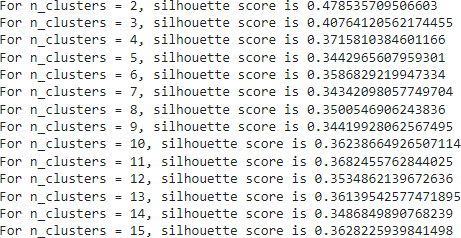 For n_clusters = 2, silhouette score is 0.478535709506603
For n_clusters = 3, silhouette score is 0.40764120562174455
For n_clusters = 4, silhouette score is 0.3715810384601166
For n_clusters = 5, silhouette score is 0.3442965607959301
For n_clusters = 6, silhouette score is 0.3586829219947334
For n_clusters = 7, silhouette score is 0.34342098057749704
For n_clusters = 8, silhouette score is 0.3500546906243836
For n_clusters = 9, silhouette score is 0.34419928062567495
For n_clusters = 10, silhouette score is 0.36238664926507114
For n_clusters = 11, silhouette score is 0.3682455762844025
For n_clusters = 12, silhouette score is 0.3534862139672636
For n_clusters = 13, silhouette score is 0.36139542577471895
For n_clusters = 14, silhouette score is 0.3486849890768239
For n_clusters = 15, silhouette score is 0.3628225939841498